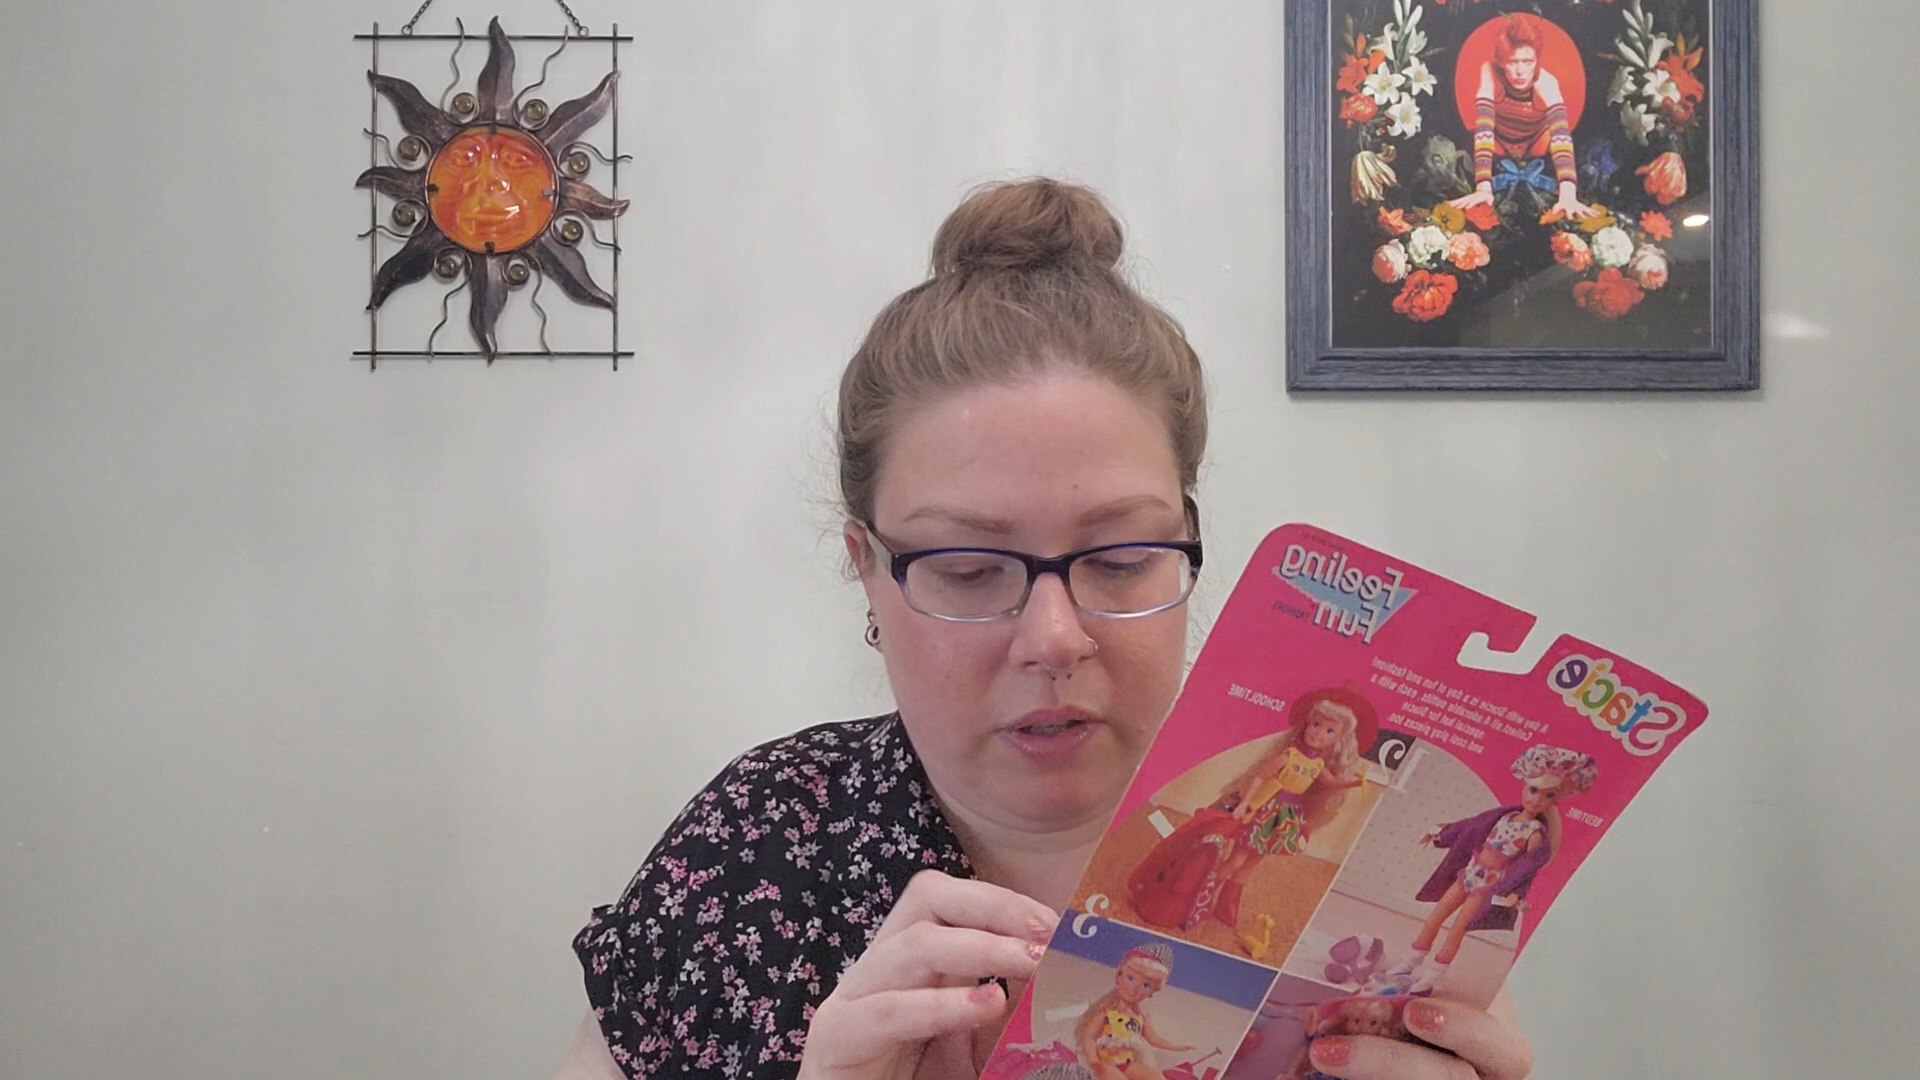 Stacie
Feeling
Fun
A day with Stacie is a day of fun and fashion!
Collect all 4 adorable outfits, each with a
special hat for Stacie
and cool play pieces too.
SCHOOLTIME
BEDTIME
3